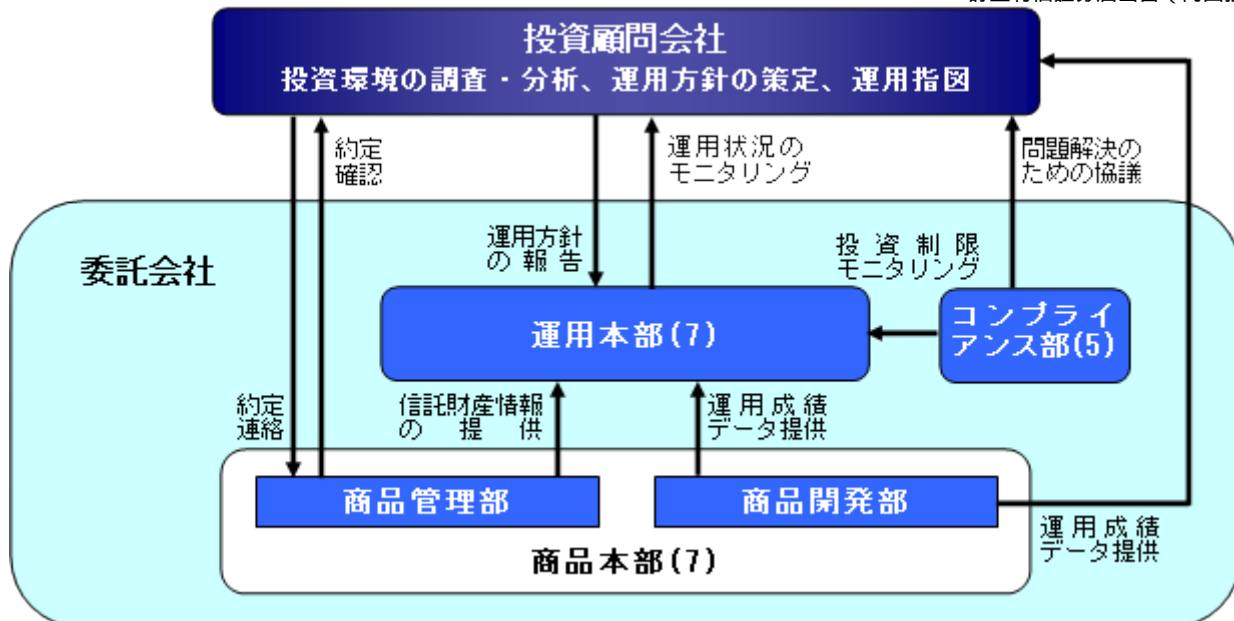 投資顧問会社
投資環境の調査・分析、運用方針の策定、運用指図
約定
確認
運用状況の
モニタリング
問題解決の
ための協議
運用方針
の報告
投資制限
モニタリング
委託会社
運用本部(7)
コンプライ
アンス部(5)
約定
連絡
信託財産情報
の提供
運用成績
データ提供
商品管理部
商品開発部
運用成績
データ提供
商品本部(7)